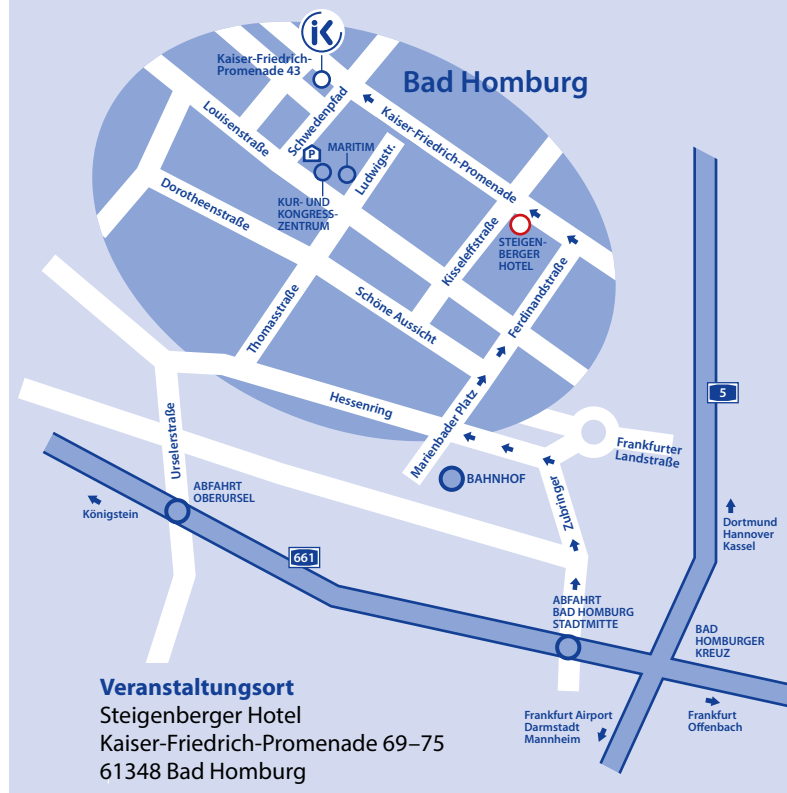 iK
Kaiser-Friedrich-
Promenade 43
Bad Homburg
Louisenstraße
Schwedenpfad
Kaiser-Friedrich-Promenade
P
MARITIM
Ludwigstr.
Dorotheenstraße
KUR- UND
KONGRESS-
ZENTRUM
Kisseleffstraße
STEIGEN-
BERGER
HOTEL
Ferdinandstraße
Thomasstraße
Schöne Aussicht
Hessenring
Marienbader Platz
5
Urselerstraße
Frankfurter
Landstraße
ABFAHRT
OBERURSEL
BAHNHOF
Zubringer
Königstein
Dortmund
Hannover
Kassel
661
ABFAHRT
BAD HOMBURG
STADTMITTE
BAD
HOMBURGER
KREUZ
Frankfurt Airport
Darmstadt
Mannheim
Frankfurt
Offenbach
Veranstaltungsort
Steigenberger Hotel
Kaiser-Friedrich-Promenade 69–75
61348 Bad Homburg